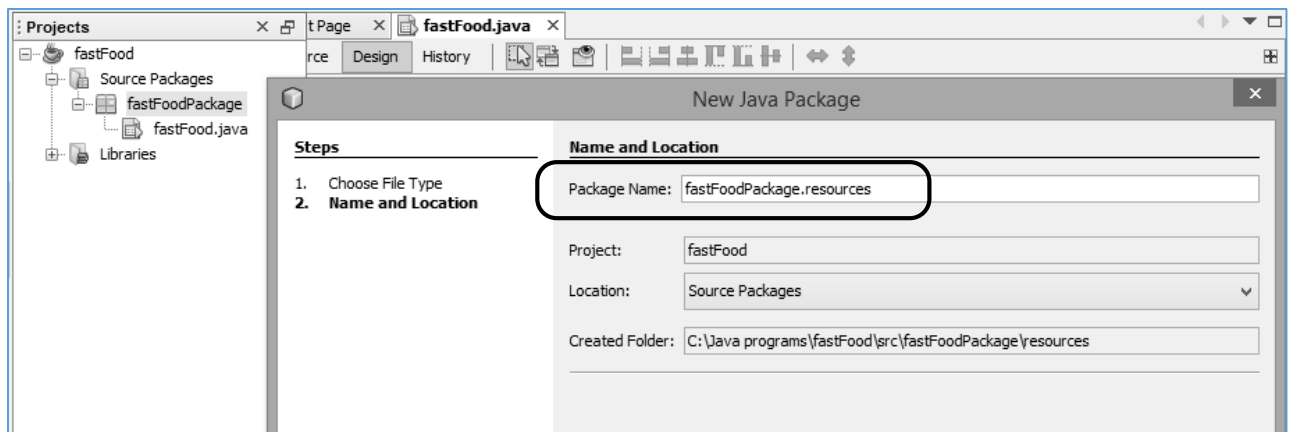 Projects
t Page
fastFood.java
fastFood
rce
Design
History
Source Packages
fastFoodPackage
fastFood.java
Libraries
New Java Package
Steps
1. Choose File Type
2. Name and Location
Name and Location
Package Name: fastFoodPackage.resources
Project: fastFood
Location: Source Packages
Created Folder: C:\Java programs\fastFood\src\fastFoodPackage\resources